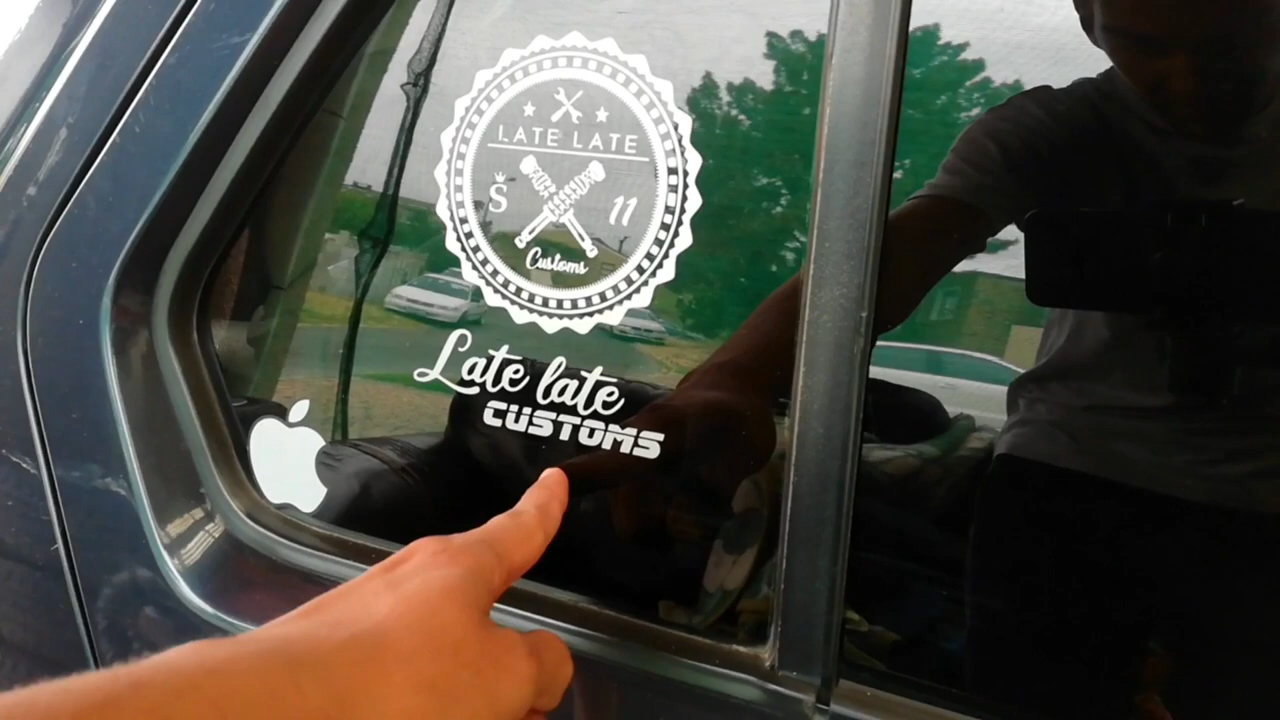 LATE LATE
S 11
Customs
Late late
CUSTOMS